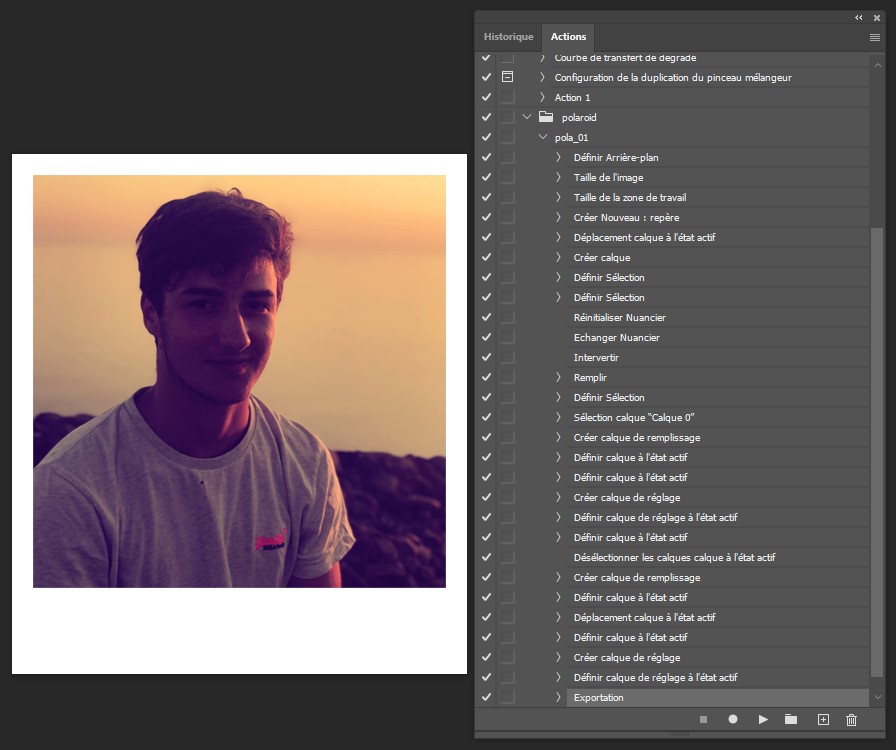 Historique
Actions
Courbe de transfert de dégradé
Configuration de la duplication du pinceau mélangeur
Action 1
polaroid
pola_01
Définir Arrière-plan
Taille de l'image
Taille de la zone de travail
Créer Nouveau : repère
Déplacement calque à l'état actif
Créer calque
Définir Sélection
Définir Sélection
Réinitialiser Nuancier
Echanger Nuancier
Intervertir
Remplir
Définir Sélection
Sélection calque "Calque 0"
Créer calque de remplissage
Définir calque à l'état actif
Définir calque à l'état actif
Créer calque de réglage
Définir calque de réglage à l'état actif
Définir calque à l'état actif
Désélectionner les calques calque à l'état actif
Créer calque de remplissage
Définir calque à l'état actif
Déplacement calque à l'état actif
Définir calque à l'état actif
Créer calque de réglage
Définir calque de réglage à l'état actif
Exportation